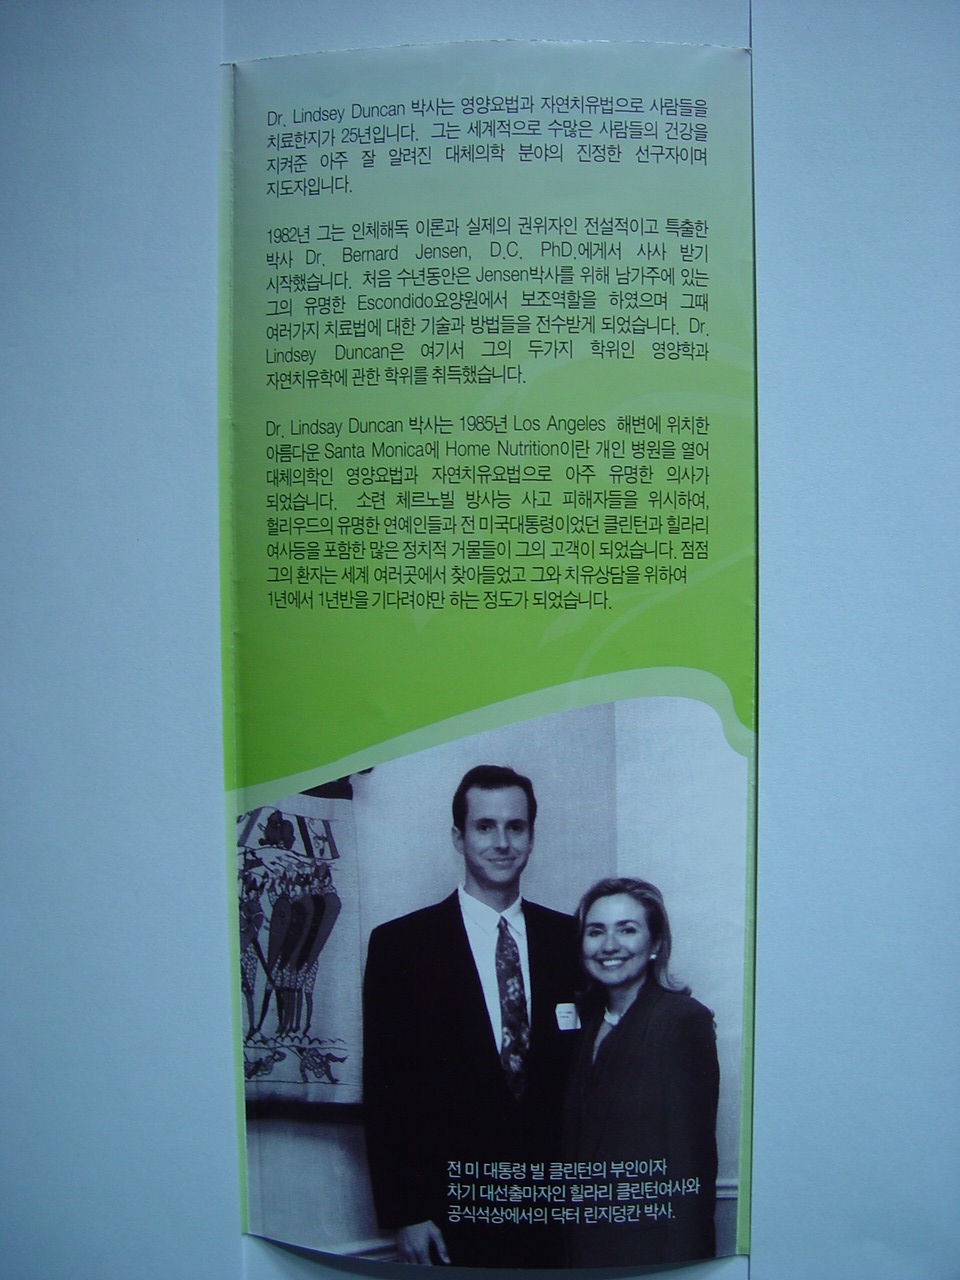 Dr. Lindsey Duncan 박사는 영양요법과 자연치유법으로 사람들을
치료한지가 25년입니다. 그는 세계적으로 수많은 사람들의 건강을
지켜준 아주 잘 알려진 대체의학 분야의 진정한 선구자이며
지도자입니다.
1982년 그는 인체해독 이론과 실제의 권위자인 전설적이고 특출한
박사 Dr. Bernard Jensen, D.C. PhD.에게서 사사 받기
시작했습니다. 처음 수년동안은 Jensen박사를 위해 남가주에 있는
그의 유명한 Escondido요양원에서 보조역할을 하였으며 그때
여러가지 치료법에 대한 기술과 방법들을 전수받게 되었습니다. Dr.
Lindsey Duncan은 여기서 그의 두가지 학위인 영양학과
자연치유학에 관한 학위를 취득했습니다.
Dr. Lindsay Duncan 박사는 1985년 Los Angeles 해변에 위치한
아름다운 Santa Monica에 Home Nutrition이란 개인 병원을 열어
대체의학인 영양요법과 자연치유요법으로 아주 유명한 의사가
되었습니다. 소련 체르노빌 방사능 사고 피해자들을 위시하여,
헐리우드의 유명한 연예인들과 전 미국대통령이었던 클린턴과 힐라리
여사등을 포함한 많은 정치적 거물들이 그의 고객이 되었습니다. 점점
그의 환자는 세계 여러곳에서 찾아들었고 그와 치유상담을 위하여
1년에서 1년반을 기다려야만 하는 정도가 되었습니다.
전 미 대통령 빌 클린턴의 부인이자
차기 대선출마자인 힐라리 클린턴여사와
공식석상에서의 닥터 린지덩칸 박사.